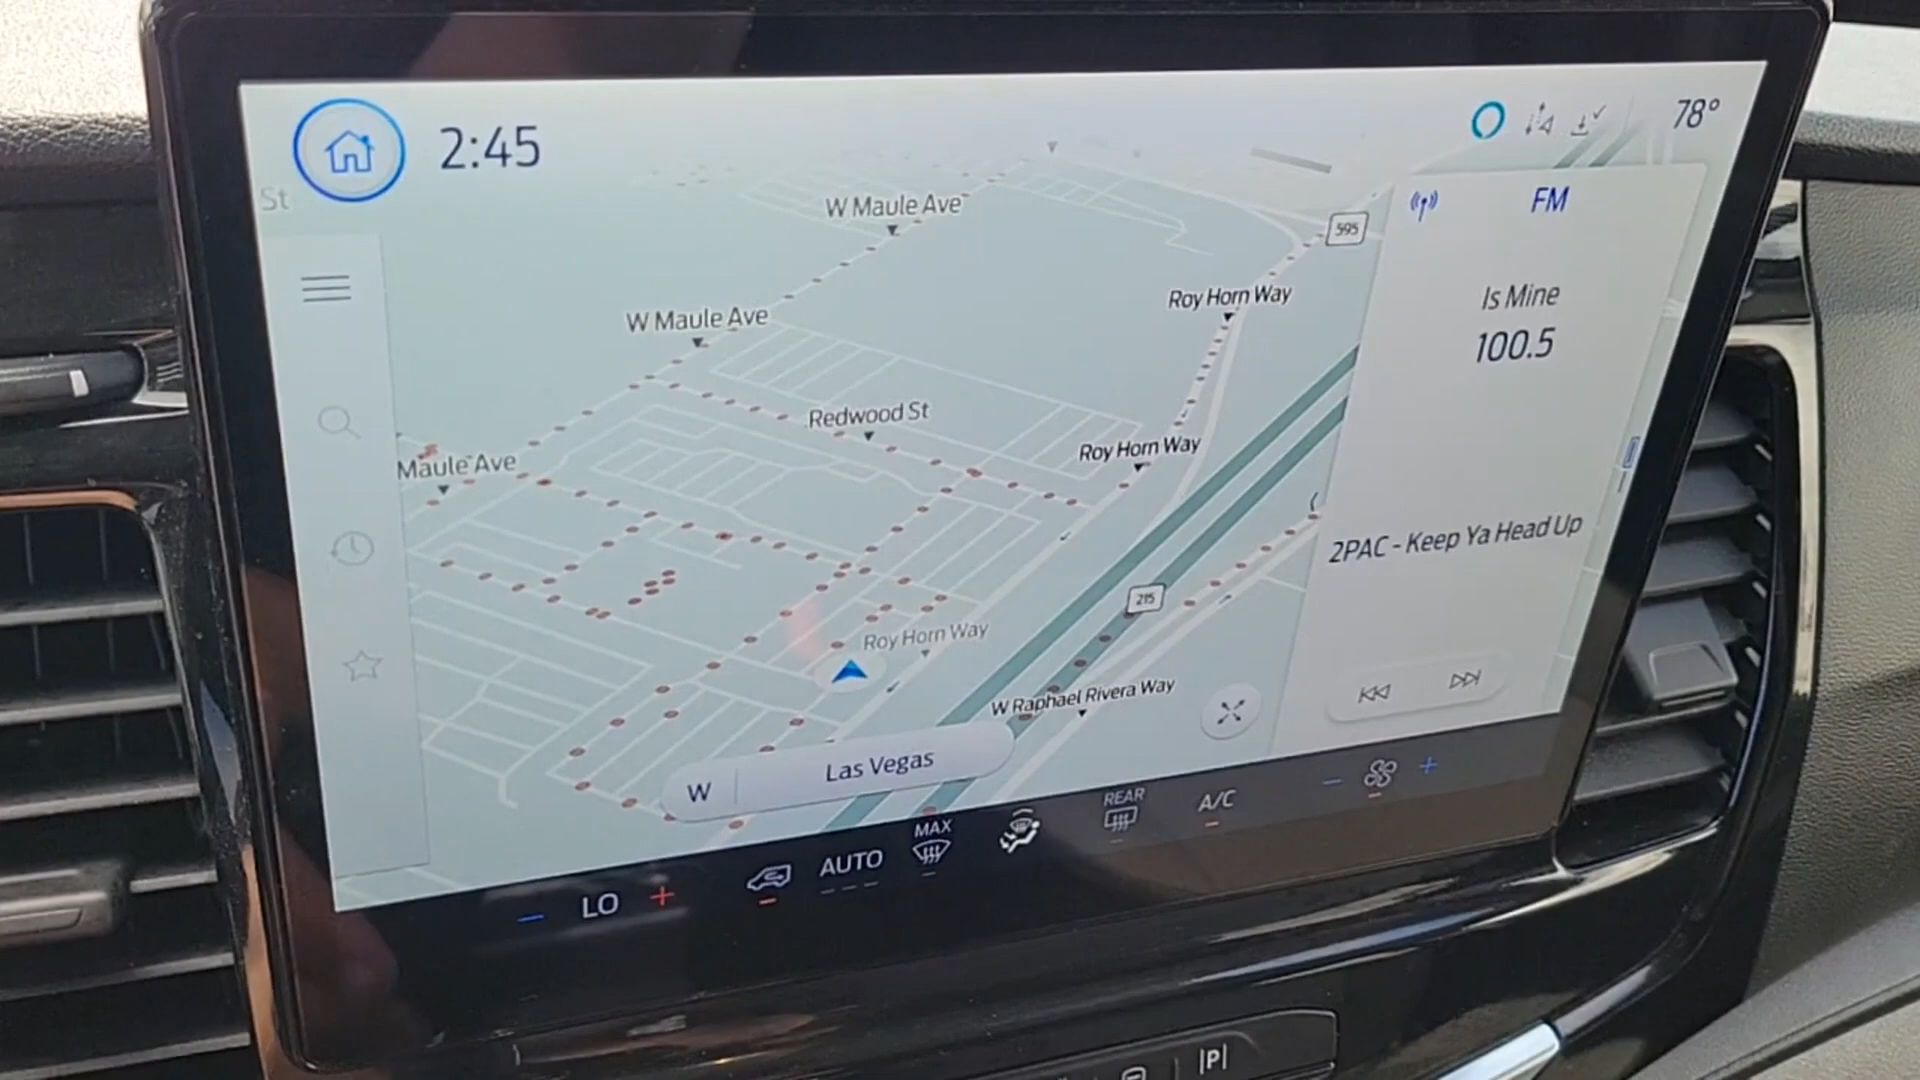 2:45
78°
St
W Maule Ave
595
FM
Roy Horn Way
Is Mine
W Maule Ave
100.5
Redwood St
Roy Horn Way
Maule Ave
2PAC - Keep Ya Head Up
215
Roy Horn Way
W Raphael Rivera Way
W
Las Vegas
LO
AUTO
MAX
REAR
A/C
P